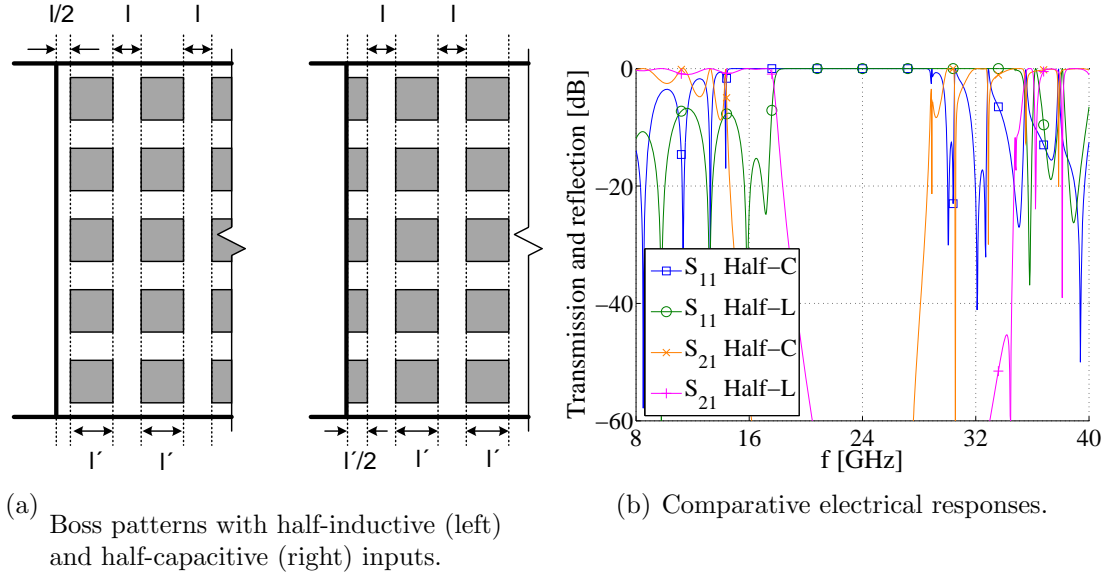 l/2 l l
l l
l´ l´
l´/2 l´ l´
(a) Boss patterns with half-inductive (left)
and half-capacitive (right) inputs.
Transmission and reflection [dB]
0
−20
−40
−60
S11 Half−C
S11 Half−L
S21 Half−C
S21 Half−L
8 16 24 32 40
f [GHz]
(b) Comparative electrical responses.